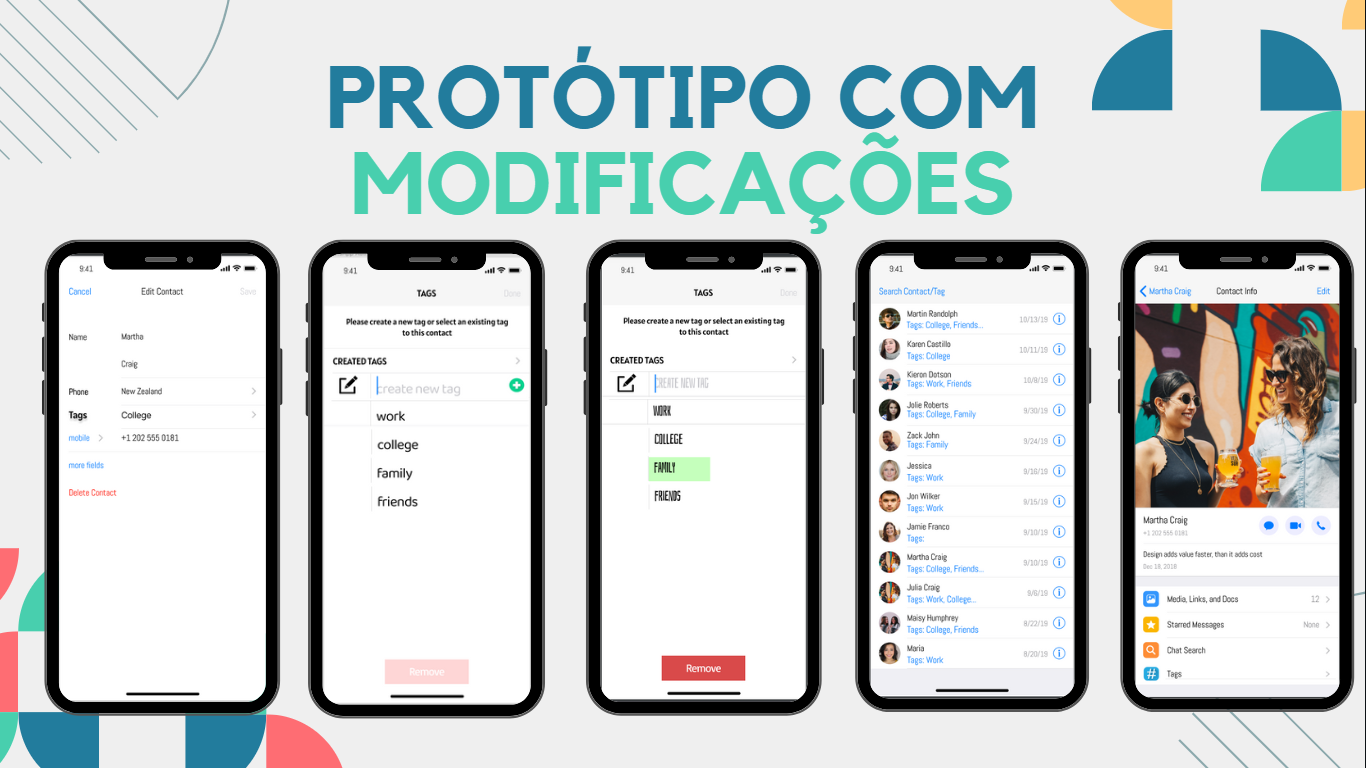 PROTÓTIPO COM
MODIFICAÇÕES
9:41
Cancel Edit Contact Save
Name Martha
Craig
Phone New Zealand
Tags College
mobile +1 202 555 0181
more fields
Delete Contact
9:41
TAGS Done
Please create a new tag or select an existing tag
to this contact
CREATED TAGS
create new tag
work
college
family
friends
Remove
9:41
TAGS Done
Please create a new tag or select an existing tag
to this contact
CREATED TAGS
CREATE NEW TAG
WORK
COLLEGE
FAMILY
FRIENDS
Remove
9:41
Search Contact/Tag
Martin Randolph
Tags: College, Friends... 10/13/19
Karen Castillo
Tags: College 10/11/19
Kieron Dotson
Tags: Work, Friends 10/8/19
Jolie Roberts
Tags: College, Family 9/30/19
Zack John
Tags: Family 9/24/19
Jessica
Tags: Work 9/16/19
Jon Wilker
Tags: Work 9/15/19
Jamie Franco
Tags: 9/10/19
Martha Craig
Tags: College, Friends... 9/10/19
Julia Craig
Tags: Work, College... 9/6/19
Maisy Humphrey
Tags: College, Friends 8/22/19
Maria
Tags: Work 8/20/19
9:41
Martha Craig Contact Info Edit
Martha Craig
+1 202 555 0181
Design adds value faster, than it adds cost
Dec 18, 2018
Media, Links, and Docs 12
Starred Messages None
Chat Search
Tags